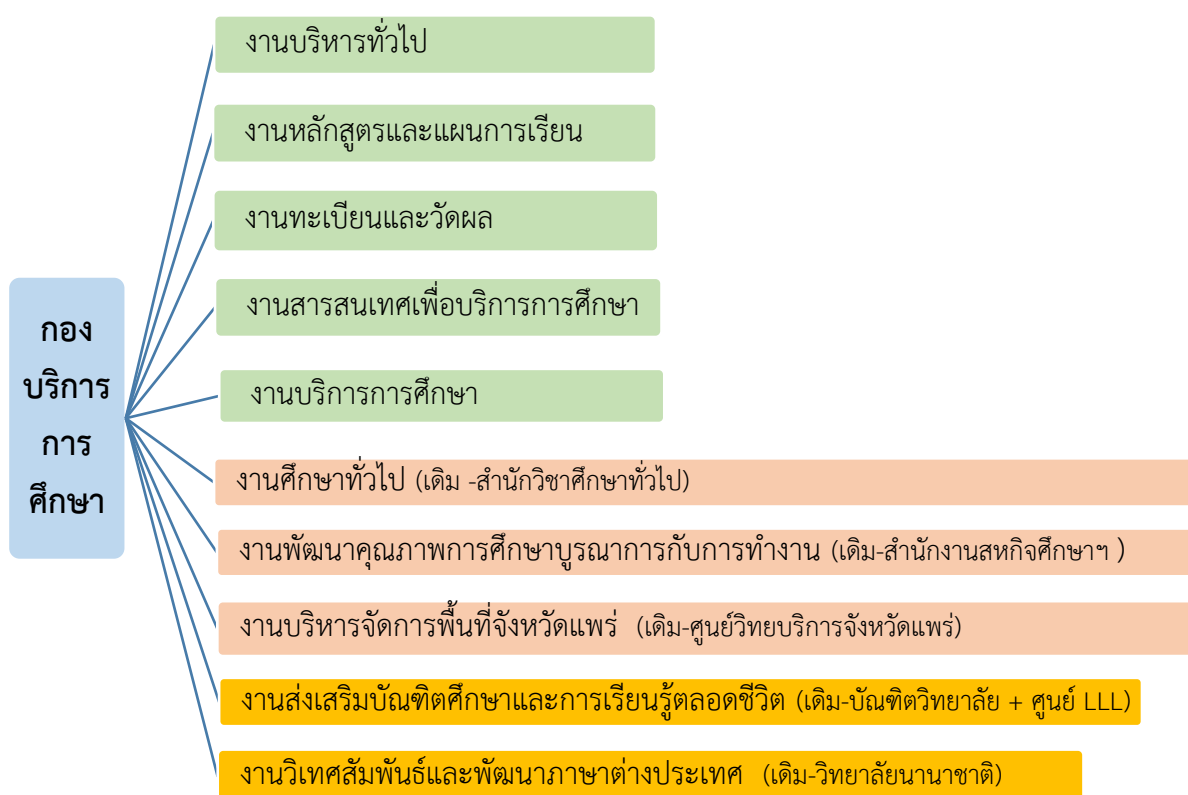 งานบริหารทั่วไป
งานหลักสูตรและแผนการเรียน
งานทะเบียนและวัดผล
งานสารสนเทศเพื่อบริการการศึกษา
กอง
บริการ
การ
ศึกษา
งานบริการการศึกษา
งานศึกษาทั่วไป (เดิม -สำนักวิชาศึกษาทั่วไป)
งานพัฒนาคุณภาพการศึกษาบูรณาการกับการทำงาน (เดิม-สำนักงานสหกิจศึกษาฯ )
งานบริหารจัดการพื้นที่จังหวัดแพร่ (เดิม-ศูนย์วิทยบริการจังหวัดแพร่)
งานส่งเสริมบัณฑิตศึกษาและการเรียนรู้ตลอดชีวิต (เดิม-บัณฑิตวิทยาลัย + ศูนย์ LLL)
งานวิเทศสัมพันธ์และพัฒนาภาษาต่างประเทศ (เดิม-วิทยาลัยนานาชาติ)